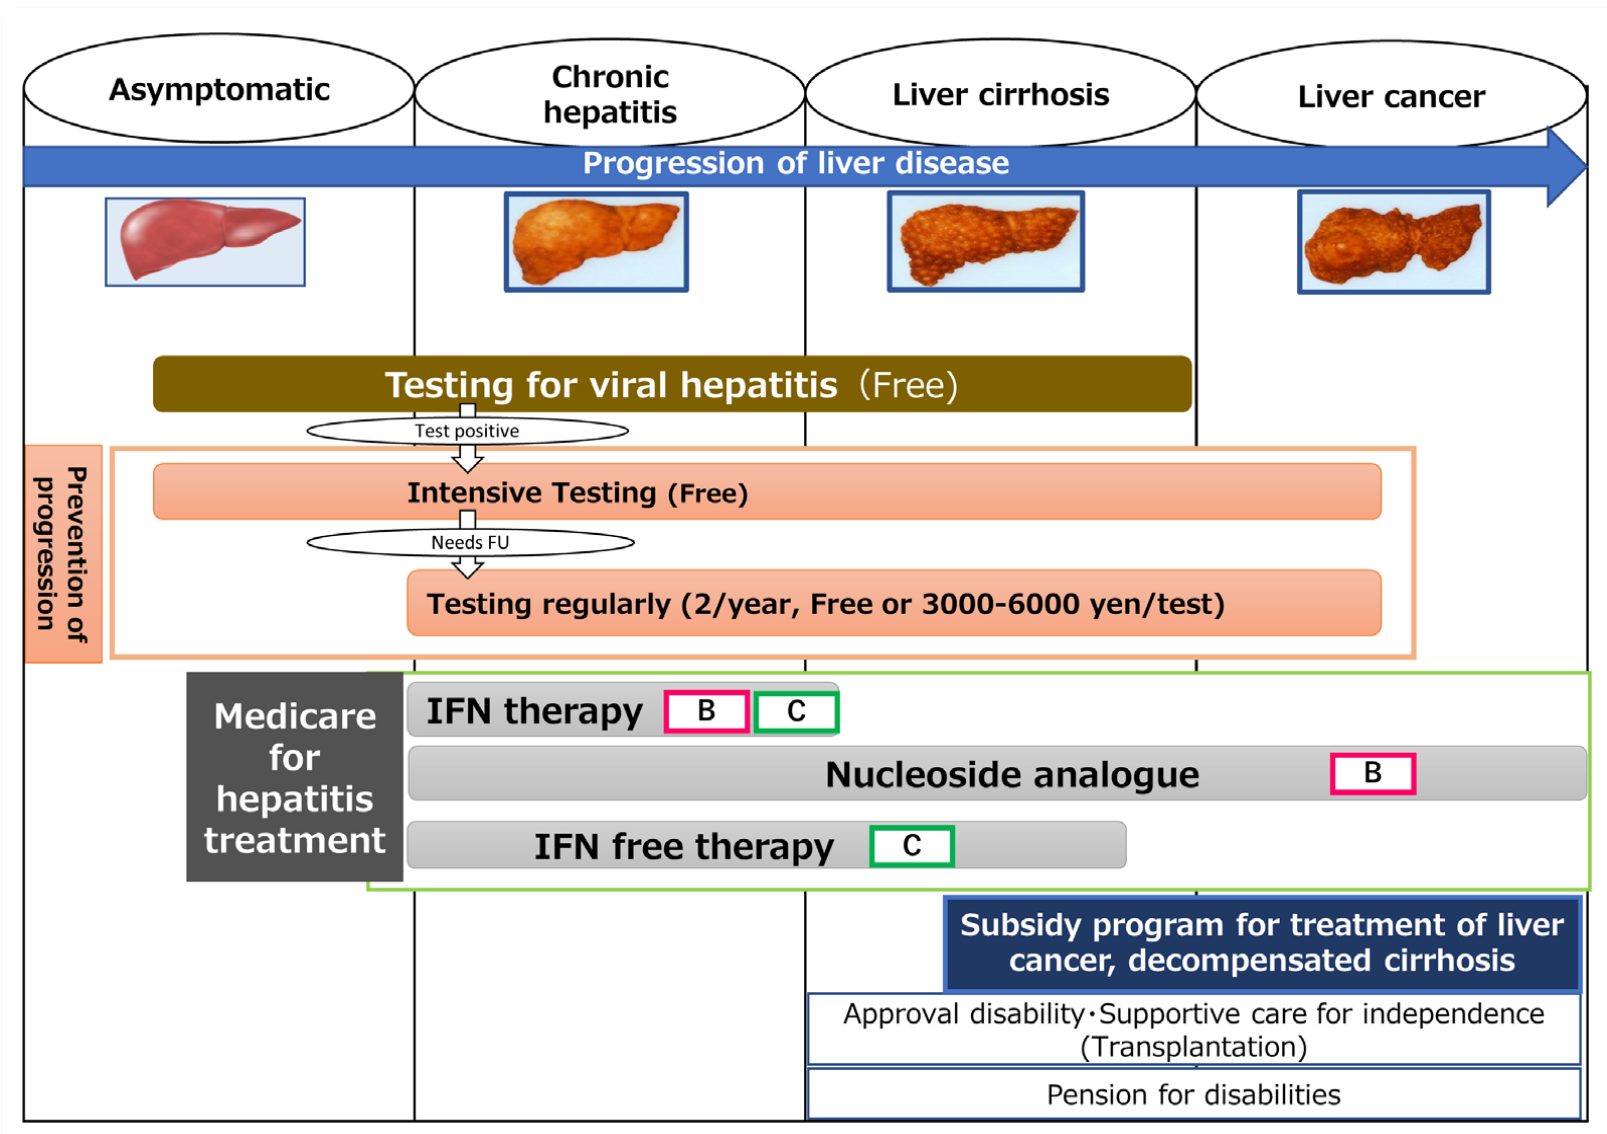 Asymptomatic
Chronic
hepatitis
Liver cirrhosis
Liver cancer
Progression of liver disease
Testing for viral hepatitis（Free)
Test positive
Prevention of
progression
Intensive Testing (Free)
Needs FU
Testing regularly (2/year, Free or 3000-6000 yen/test)
Medicare
for
hepatitis
treatment
IFN therapy B C
Nucleoside analogue B
IFN free therapy C
Subsidy program for treatment of liver
cancer, decompensated cirrhosis
Approval disability・Supportive care for independence
(Transplantation)
Pension for disabilities